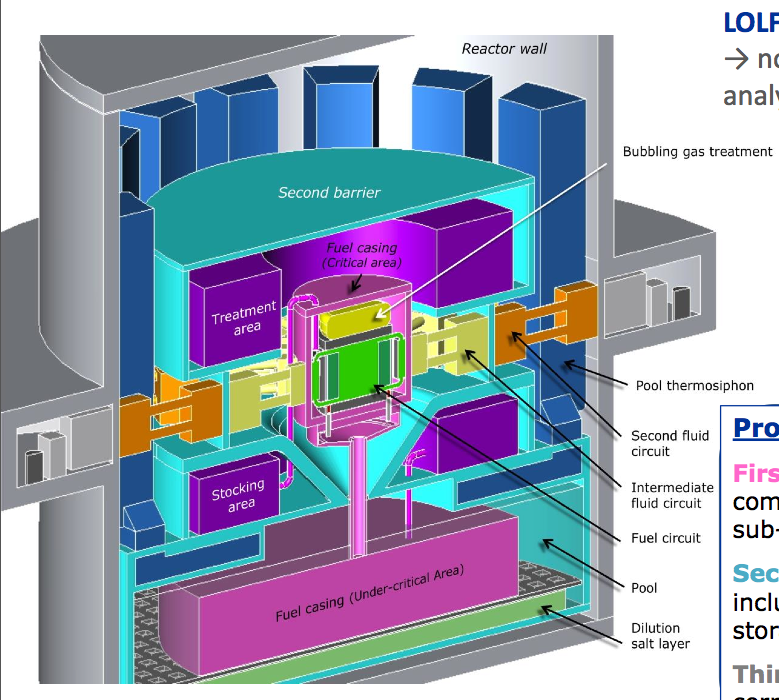 LOLF
→ no
analy
Reactor wall
Bubbling gas treatment
Second barrier
Fuel casing
(Critical area)
Treatment
area
Pool thermosiphon
Second fluid
circuit
Intermediate
fluid circuit
Stocking
area
Fuel circuit
Fuel casing (Under-critical Area)
Pool
Dilution
salt layer
Pro
Firs
com
sub-
Sec
inclu
stor
Thir